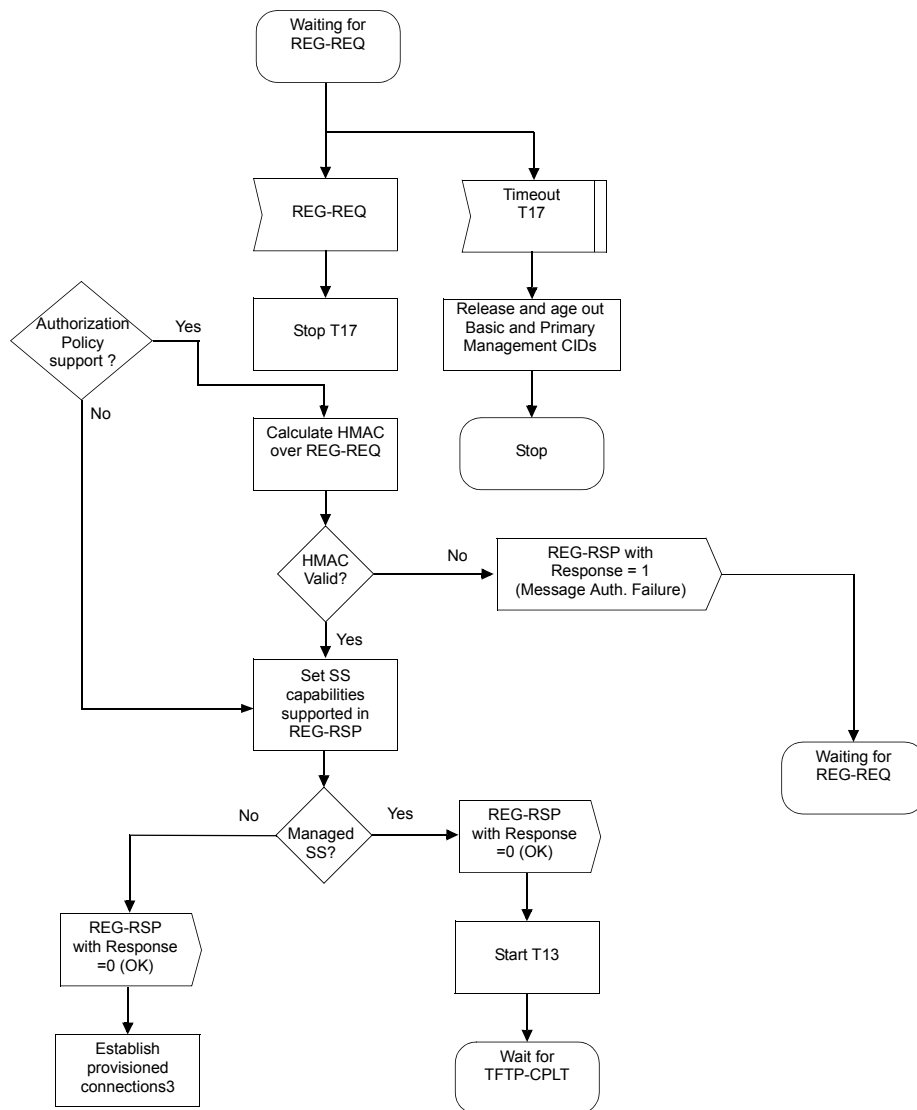 Waiting for
REG-REQ
REG-REQ
Timeout
T17
Stop T17
Release and age out
Basic and Primary
Management CIDs
Authorization
Policy
support ?
Yes
No
Calculate HMAC
over REG-REQ
Stop
HMAC
Valid?
No
REG-RSP with
Response = 1
(Message Auth. Failure)
Yes
Set SS
capabilities
supported in
REG-RSP
Waiting for
REG-REQ
No
Managed
SS?
Yes
REG-RSP
with Response
=0 (OK)
REG-RSP
with Response
=0 (OK)
Start T13
Establish
provisioned
connections3
Wait for
TFTP-CPLT